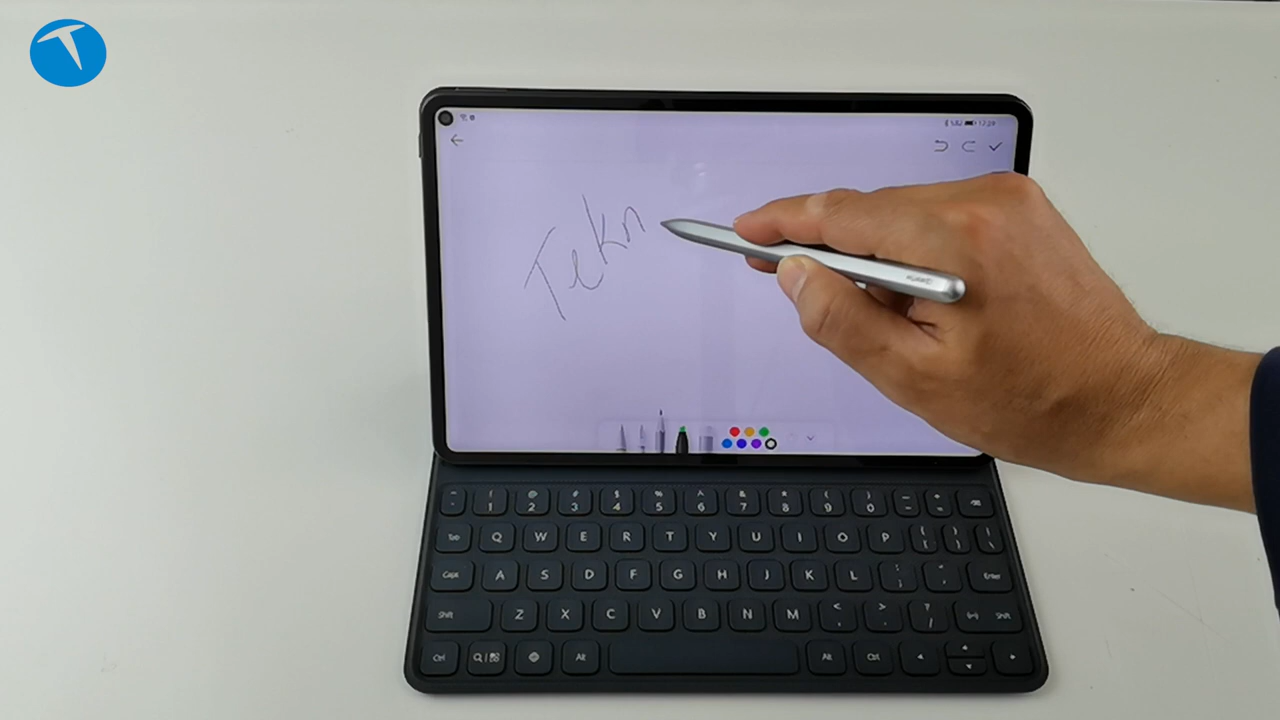 Tekn
HUAWEI
~ ! @ # $ % ^ & * ( ) _ +
` 1 2 3 4 5 6 7 8 9 0 - =
Tab Q W E R T Y U I O P { [ } ] | \
Caps A S D F G H J K L : ; " ' Enter
Shift Z X C V B N M < , > . ? / Shift
Ctrl Alt Alt Ctrl